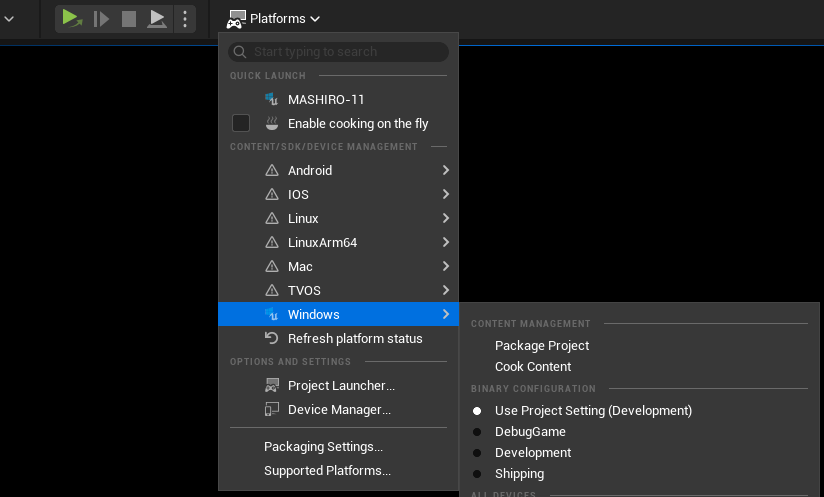 Platforms
Start typing to search
QUICK LAUNCH
MASHIRO-11
Enable cooking on the fly
CONTENT/SDK/DEVICE MANAGEMENT
Android
IOS
Linux
LinuxArm64
Mac
TVOS
Windows
Refresh platform status
OPTIONS AND SETTINGS
Project Launcher...
Device Manager...
Packaging Settings...
Supported Platforms...
CONTENT MANAGEMENT
Package Project
Cook Content
BINARY CONFIGURATION
Use Project Setting (Development)
DebugGame
Development
Shipping
ALL DEVICES